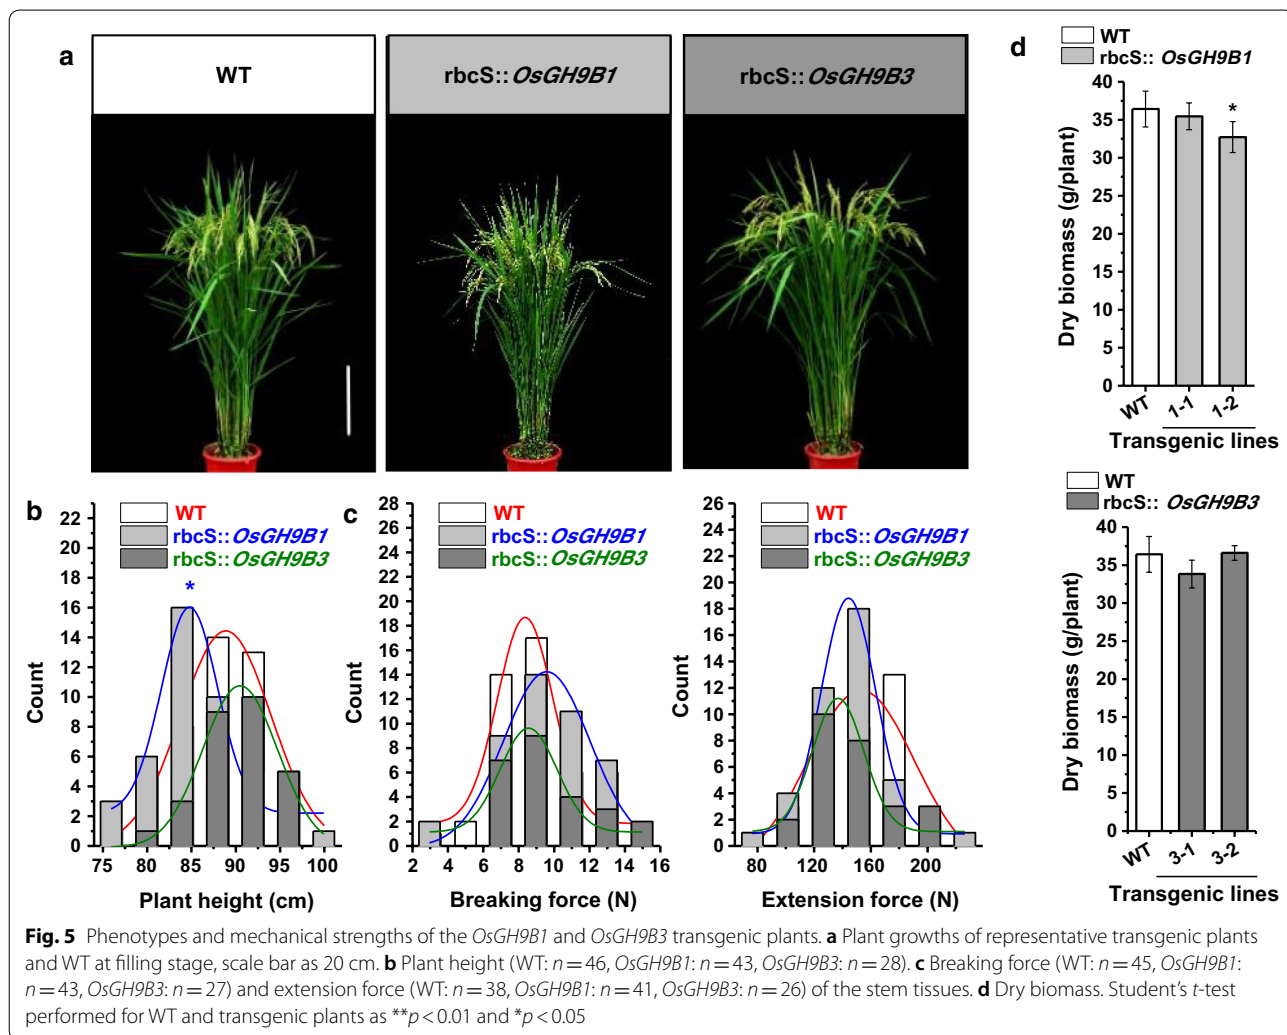 a
WT
rbcS:: OsGH9B1
rbcS:: OsGH9B3
d
WT
rbcS:: OsGH9B1
40
35
30
25
20
15
10
5
0
Dry biomass (g/plant)
*
WT
1-1
1-2
Transgenic lines
b
WT
rbcS:: OsGH9B1
rbcS:: OsGH9B3
22
20
18
16
14
12
10
8
6
4
2
0
Count
*
75 80 85 90 95 100
Plant height (cm)
c
WT
rbcS:: OsGH9B1
rbcS:: OsGH9B3
28
26
24
22
20
18
16
14
12
10
8
6
4
2
0
Count
2 4 6 8 10 12 14 16
Breaking force (N)
WT
rbcS:: OsGH9B1
rbcS:: OsGH9B3
26
24
22
20
18
16
14
12
10
8
6
4
2
0
Count
80 120 160 200
Extension force (N)
WT
rbcS:: OsGH9B3
40
35
30
25
20
15
10
5
0
Dry biomass (g/plant)
WT
3-1
3-2
Transgenic lines
Fig. 5 Phenotypes and mechanical strengths of the OsGH9B1 and OsGH9B3 transgenic plants. a Plant growths of representative transgenic plants
and WT at filling stage, scale bar as 20 cm. b Plant height (WT: n = 46, OsGH9B1: n = 43, OsGH9B3: n = 28). c Breaking force (WT: n = 45, OsGH9B1:
n = 43, OsGH9B3: n = 27) and extension force (WT: n = 38, OsGH9B1: n = 41, OsGH9B3: n = 26) of the stem tissues. d Dry biomass. Student's t-test
performed for WT and transgenic plants as **p < 0.01 and *p < 0.05